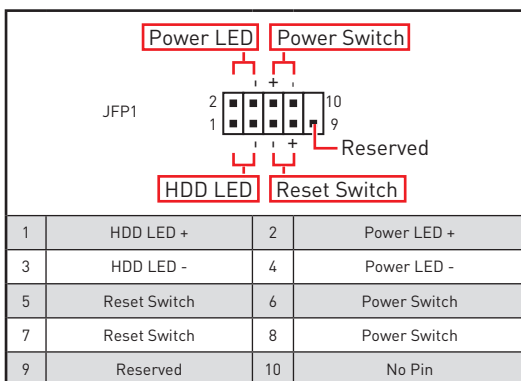 Power LED Power Switch
- + -
2 10
JFP1
1 9
- - +
Reserved
HDD LED Reset Switch
1 HDD LED + 2 Power LED +
3 HDD LED - 4 Power LED -
5 Reset Switch 6 Power Switch
7 Reset Switch 8 Power Switch
9 Reserved 10 No Pin